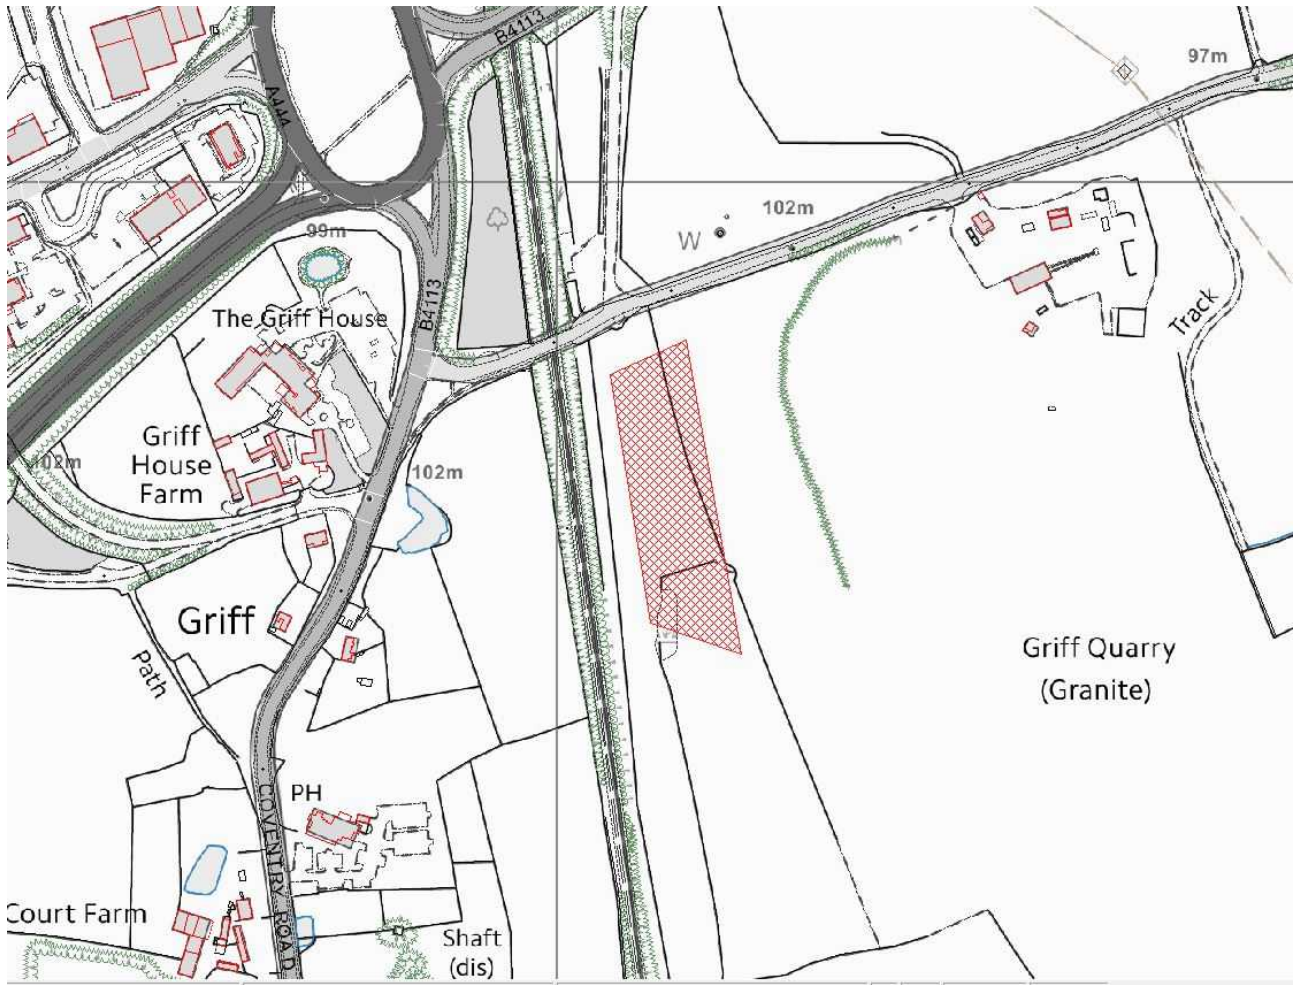 B4113
97m
A444
102m
W
99m
The Griff House
B4113
Track
Griff
House
Farm
102m
102m
Griff
Path
Griff Quarry
(Granite)
PH
COVENTRY ROAD
Court Farm
Shaft
(dis)